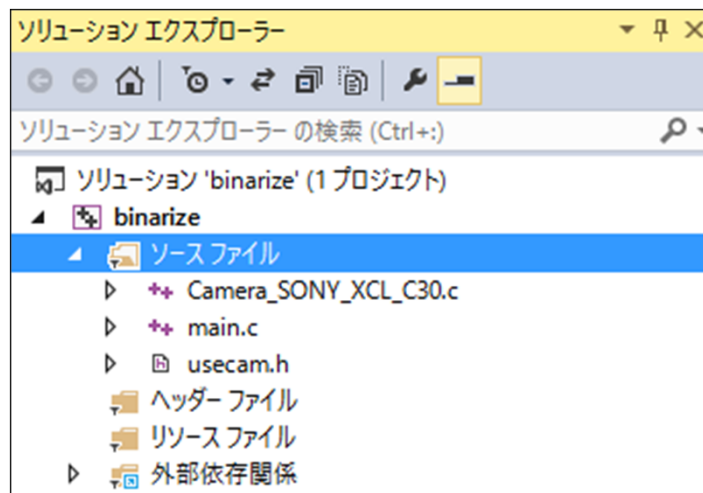 ソリューション エクスプローラー
ソリューション エクスプローラー の検索 (Ctrl+:)
ソリューション 'binarize' (1 プロジェクト)
binarize
ソース ファイル
Camera_SONY_XCL_C30.c
main.c
usecam.h
ヘッダー ファイル
リソース ファイル
外部依存関係